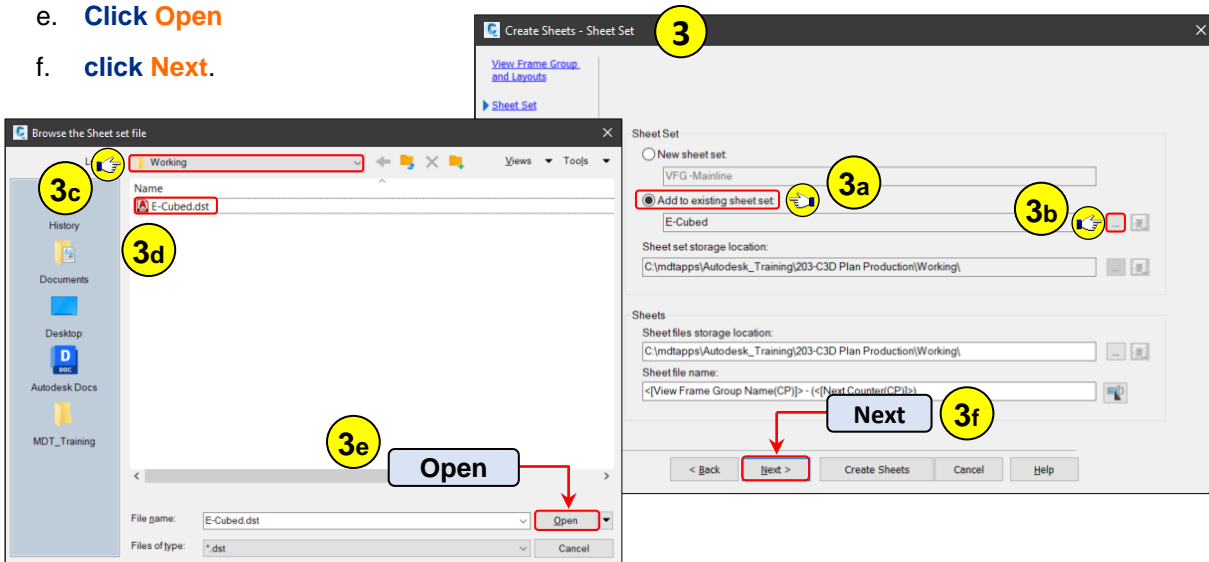 e. Click Open
f. click Next.
Create Sheets - Sheet Set
3
View Frame Group and Layouts
Sheet Set
Browse the Sheet set file
L
Working
Views
Tools
3c
Name
E-Cubed.dst
3d
History
Documents
Desktop
Autodesk Docs
MDT_Training
3e
Open
File name:
E-Cubed.dst
Open
Files of type:
*.dst
Cancel
Sheet Set
New sheet set:
VFG -Mainline
3a
Add to existing sheet set:
3b
E-Cubed
...
Sheet set storage location:
C:\mdtapps\Autodesk_Training\203-C3D Plan Production\Working\
...
Sheets
Sheet files storage location:
C:\mdtapps\Autodesk_Training\203-C3D Plan Production\Working\
...
Sheet file name:
<[View Frame Group Name(CP)]> - (<[Next Counter(CP)]>)
Next
3f
< Back
Next >
Create Sheets
Cancel
Help